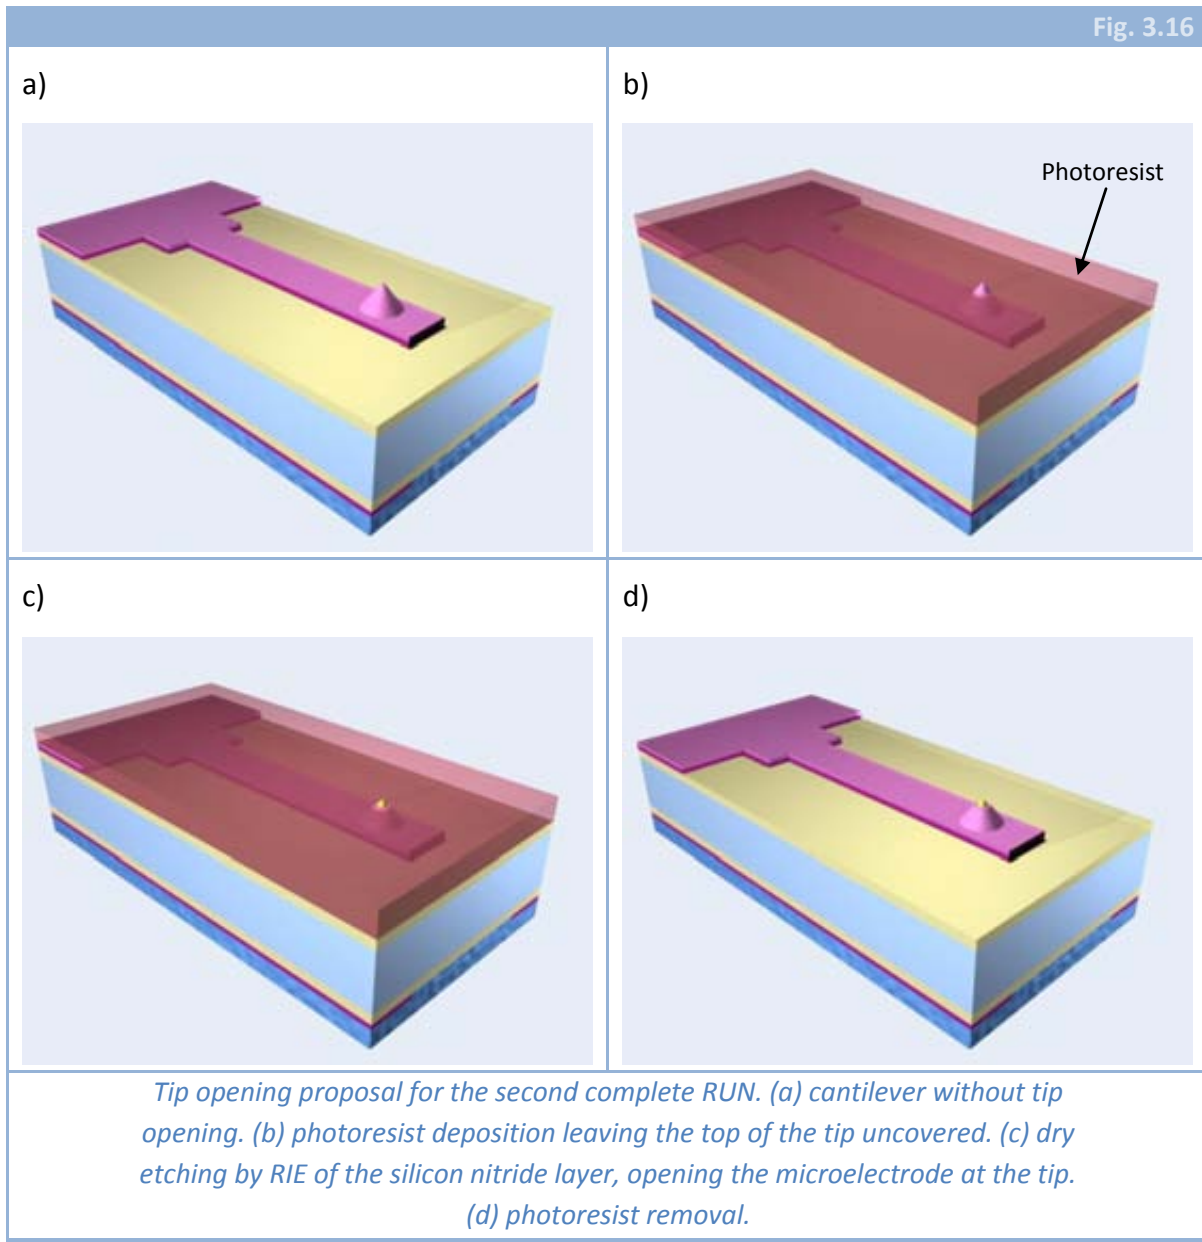 Fig. 3.16
a)
b)
Photoresist
c)
d)
Tip opening proposal for the second complete RUN. (a) cantilever without tip
opening. (b) photoresist deposition leaving the top of the tip uncovered. (c) dry
etching by RIE of the silicon nitride layer, opening the microelectrode at the tip.
(d) photoresist removal.